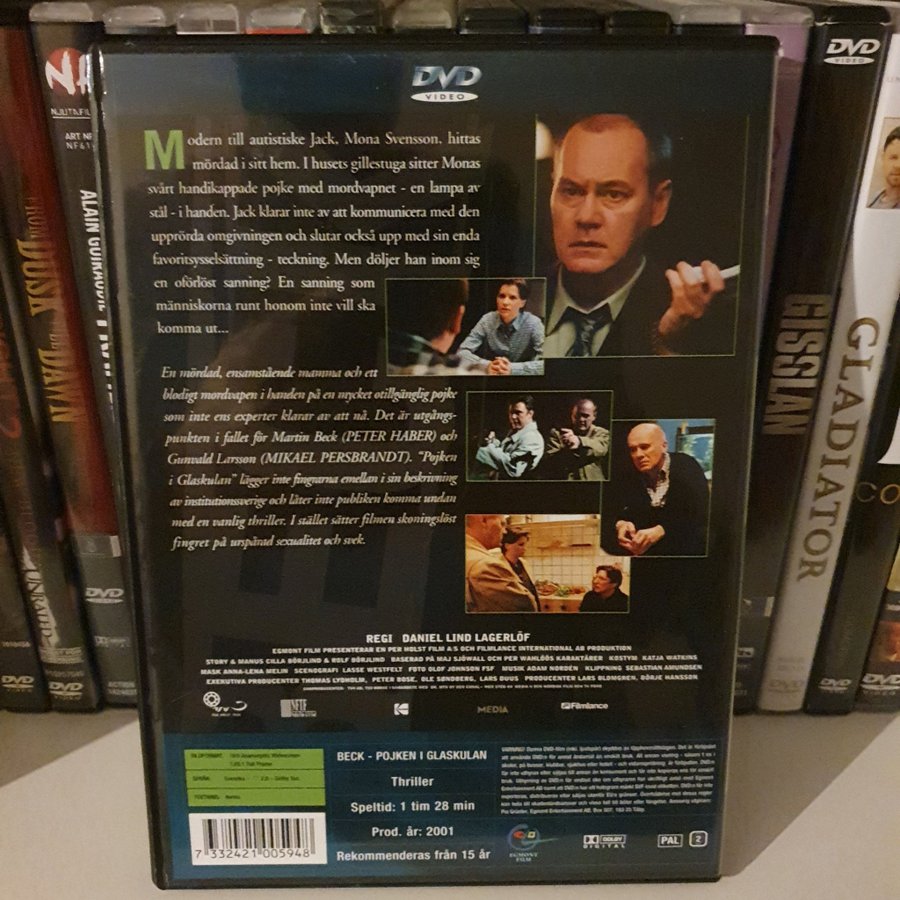 DVD
VIDEO
Modern till autistiske Jack, Mona Svensson, hittas
mördad i sitt hem. I husets gillestuga sitter Monas
svårt handikappade pojke med mordvapnet - en lampa av
stål - i handen. Jack klarar inte av att kommunicera med den
upprörda omgivningen och slutar också upp med sin enda
favoritsysselsättning - teckning. Men döljer han inom sig
en oförlöst sanning? En sanning som
människorna runt honom inte vill ska
komma ut...
En mördad, ensamstående mamma och ett
blodigt mordvapen i handen på en mycket otillgänglig pojke
som inte ens experter klarar av att nå. Det är utgångs-
punkten i fallet för Martin Beck (PETER HABER) och
Gunvald Larsson (MIKAEL PERSBRANDT). "Pojken
i Glaskulan" lägger inte fingrarna emellan i sin beskrivning
av institutionsverige och låter inte publiken komma undan
med en vanlig thriller. I stället sätter filmen skoningslöst
fingret på urspårad sexualitet och svek.
REGI DANIEL LIND LAGERLÖF
EGMONT FILM PRESENTERAR EN PER HOLST FILM A/S OCH FILMLANCE INTERNATIONAL AB PRODUKTION
STORY & MANUS CILLA BÖRJLIND & ROLF BÖRJLIND BASERAD PÅ MAJ SJÖWALL OCH PER WAHLÖÖS KARAKTÄRER KOSTYM KATJA WATKINS
MASK ANNA-LENA MELIN SCENOGRAFI LASSE WESTFELT FOTO OLOF JOHNSON FSF MUSIK ADAM NORDÉN KLIPPNING SEBASTIAN AMUNDSEN
EXEKUTIVA PRODUCENTER THOMAS LYDHOLM, PETER BOSE, OLE SØNDBERG, LARS DUUS PRODUCENTER LARS BLOMGREN, BÖRJE HANSSON
MEDIA
Filmlance
BECK - POJKEN I GLASKULAN
Thriller
Speltid: 1 tim 28 min
Prod. år: 2001
Rekommenderas från 15 år
7 332421 005948
EGMONT
FILM
DOLBY
DIGITAL
PAL
2
NJUTAFIL
ALAIN GUIRAUDIE
FROM DUSK TILL DAWN
UNRATED
DVD
GISSLAN
GLADIATOR
DVD
VIDEO